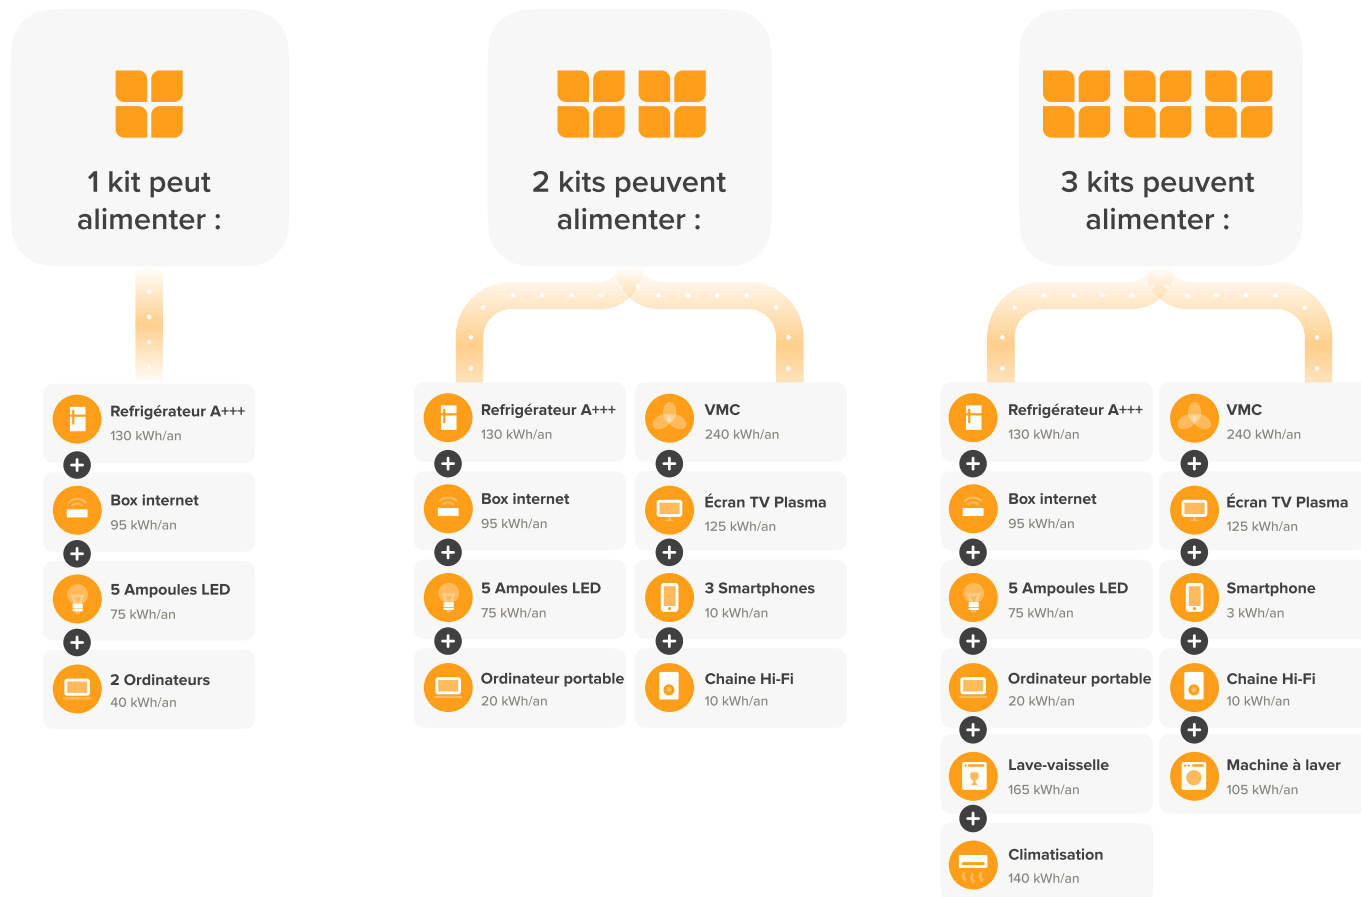 1 kit peut
alimenter :
Refrigérateur A+++
130 kWh/an
Box internet
95 kWh/an
5 Ampoules LED
75 kWh/an
2 Ordinateurs
40 kWh/an
2 kits peuvent
alimenter :
Refrigérateur A+++
130 kWh/an
Box internet
95 kWh/an
5 Ampoules LED
75 kWh/an
Ordinateur portable
20 kWh/an
VMC
240 kWh/an
Écran TV Plasma
125 kWh/an
3 Smartphones
10 kWh/an
Chaine Hi-Fi
10 kWh/an
3 kits peuvent
alimenter :
Refrigérateur A+++
130 kWh/an
Box internet
95 kWh/an
5 Ampoules LED
75 kWh/an
Ordinateur portable
20 kWh/an
Lave-vaisselle
165 kWh/an
Climatisation
140 kWh/an
VMC
240 kWh/an
Écran TV Plasma
125 kWh/an
Smartphone
3 kWh/an
Chaine Hi-Fi
10 kWh/an
Machine à laver
105 kWh/an